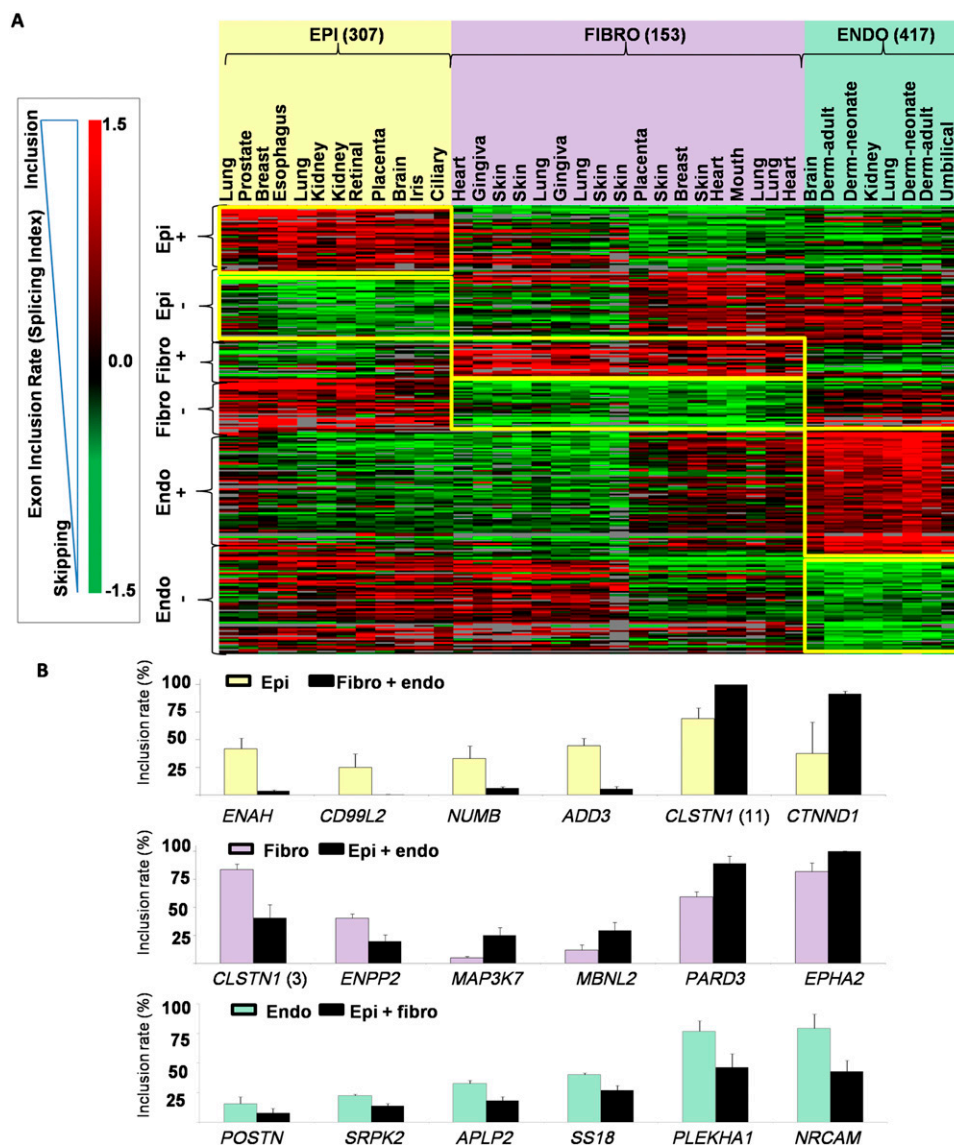 A
EPI (307) FIBRO (153) ENDO (417)
Lung
Prostate
Breast
Esophagus
Lung
Kidney
Kidney
Retinal
Placenta
Brain
Iris
Ciliary
Heart
Gingiva
Skin
Skin
Lung
Gingiva
Lung
Skin
Skin
Placenta
Skin
Breast
Skin
Heart
Mouth
Lung
Lung
Heart
Brain
Derm-adult
Derm-neonate
Kidney
Lung
Derm-neonate
Derm-adult
Umbilical
Exon Inclusion Rate (Splicing Index)
Inclusion
Skipping
1.5
0.0
-1.5
Epi +
Epi -
Fibro +
Fibro -
Endo +
Endo -
B
Inclusion rate (%)
100
75
50
25
Epi Fibro + endo
ENAH CD99L2 NUMB ADD3 CLSTN1 (11) CTNND1
Inclusion rate (%)
100
75
50
25
Fibro Epi + endo
CLSTN1 (3) ENPP2 MAP3K7 MBNL2 PARD3 EPHA2
Inclusion rate (%)
100
75
50
25
Endo Epi + fibro
POSTN SRPK2 APLP2 SS18 PLEKHA1 NRCAM